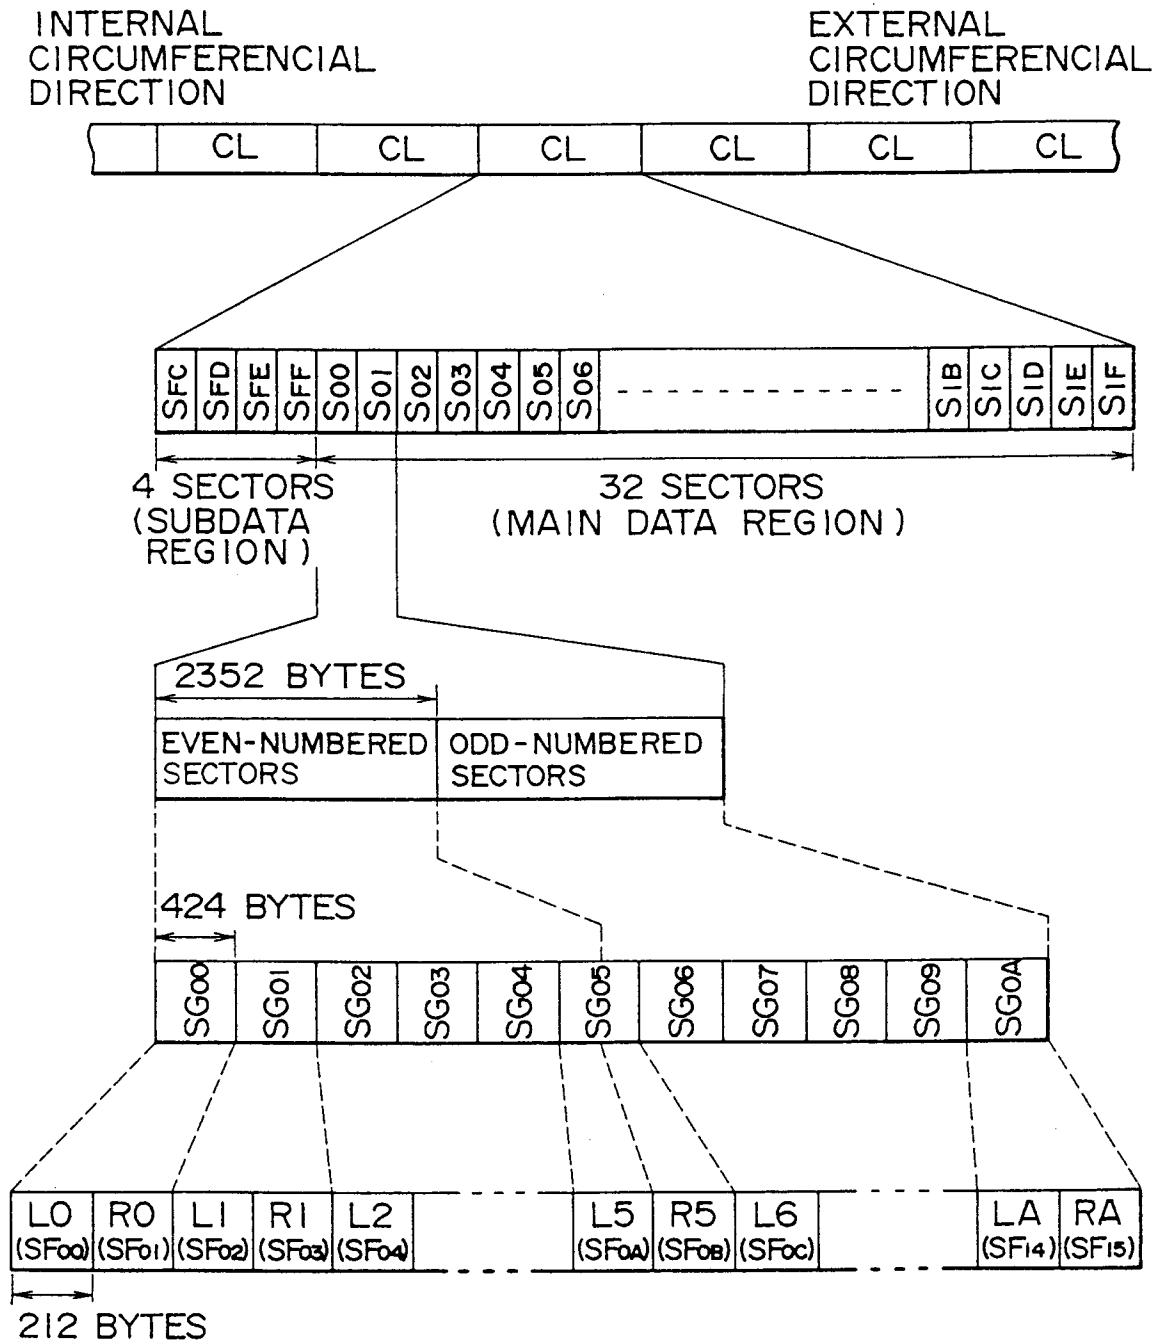 INTERNAL
CIRCUMFERENCIAL
DIRECTION
EXTERNAL
CIRCUMFERENCIAL
DIRECTION
CL CL CL CL CL CL
SFC SFD SFE SFF S00 S01 S02 S03 S04 S05 S06 S1B S1C S1D S1E S1F
4 SECTORS
(SUBDATA
REGION)
32 SECTORS
(MAIN DATA REGION)
2352 BYTES
EVEN-NUMBERED
SECTORS
ODD-NUMBERED
SECTORS
424 BYTES
SG00 SG01 SG02 SG03 SG04 SG05 SG06 SG07 SG08 SG09 SG0A
L0 R0 L1 R1 L2 L5 R5 L6 LA RA
(SF00) (SF01) (SF02) (SF03) (SF04) (SF0A) (SF0B) (SF0C) (SF14) (SF15)
212 BYTES